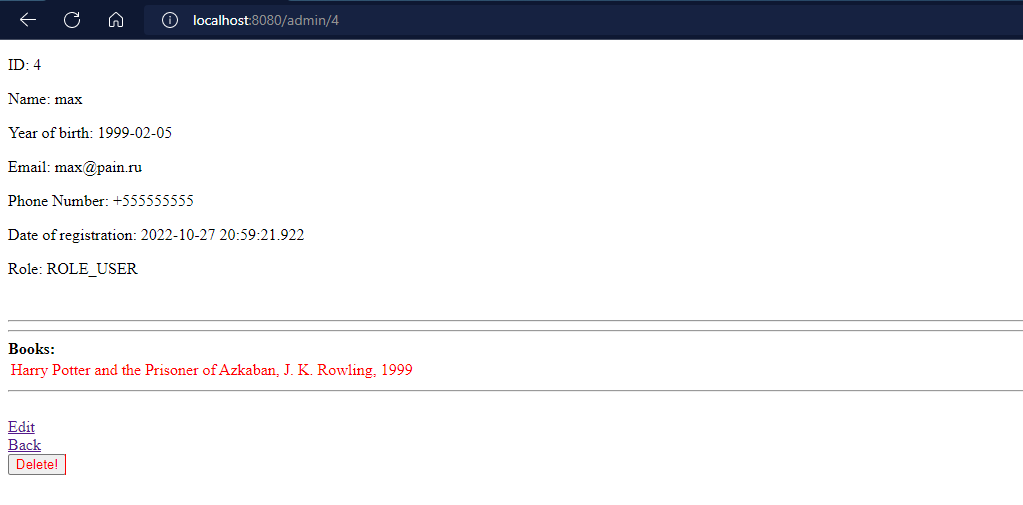 localhost:8080/admin/4
ID: 4
Name: max
Year of birth: 1999-02-05
Email: max@pain.ru
Phone Number: +555555555
Date of registration: 2022-10-27 20:59:21.922
Role: ROLE_USER
Books:
Harry Potter and the Prisoner of Azkaban, J. K. Rowling, 1999
Edit
Back
Delete!